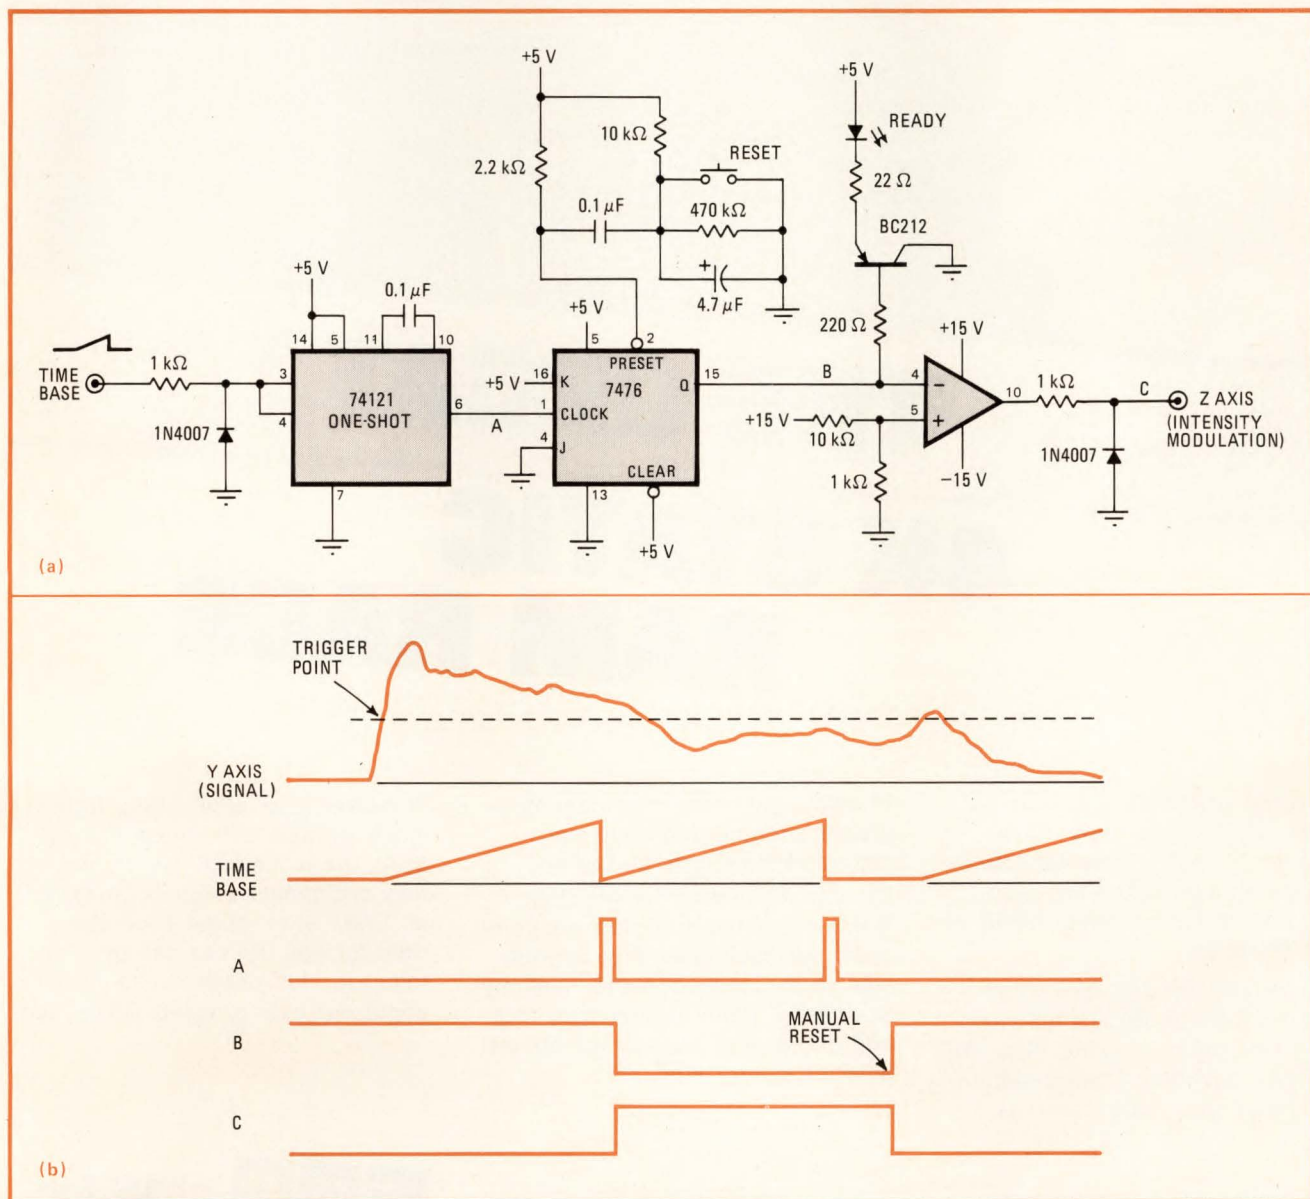 +5 V
+5 V
READY
10 kΩ
RESET
2.2 kΩ
22 Ω
0.1 µF
470 kΩ
BC212
+5 V
+
4.7 µF
0.1 µF
+5 V
220 Ω
+15 V
14
5
11
10
5
2
PRESET
TIME
BASE
1 kΩ
3
4
74121
ONE-SHOT
6
A
+5 V
16
K
7476
Q
15
B
4
−
1
CLOCK
4
J
+15 V
10 kΩ
5
+
10
1 kΩ
C
Z AXIS
(INTENSITY
MODULATION)
1N4007
1N4007
CLEAR
1 kΩ
−15 V
7
13
+5 V
(a)
TRIGGER
POINT
Y AXIS
(SIGNAL)
TIME
BASE
A
B
MANUAL
RESET
C
(b)